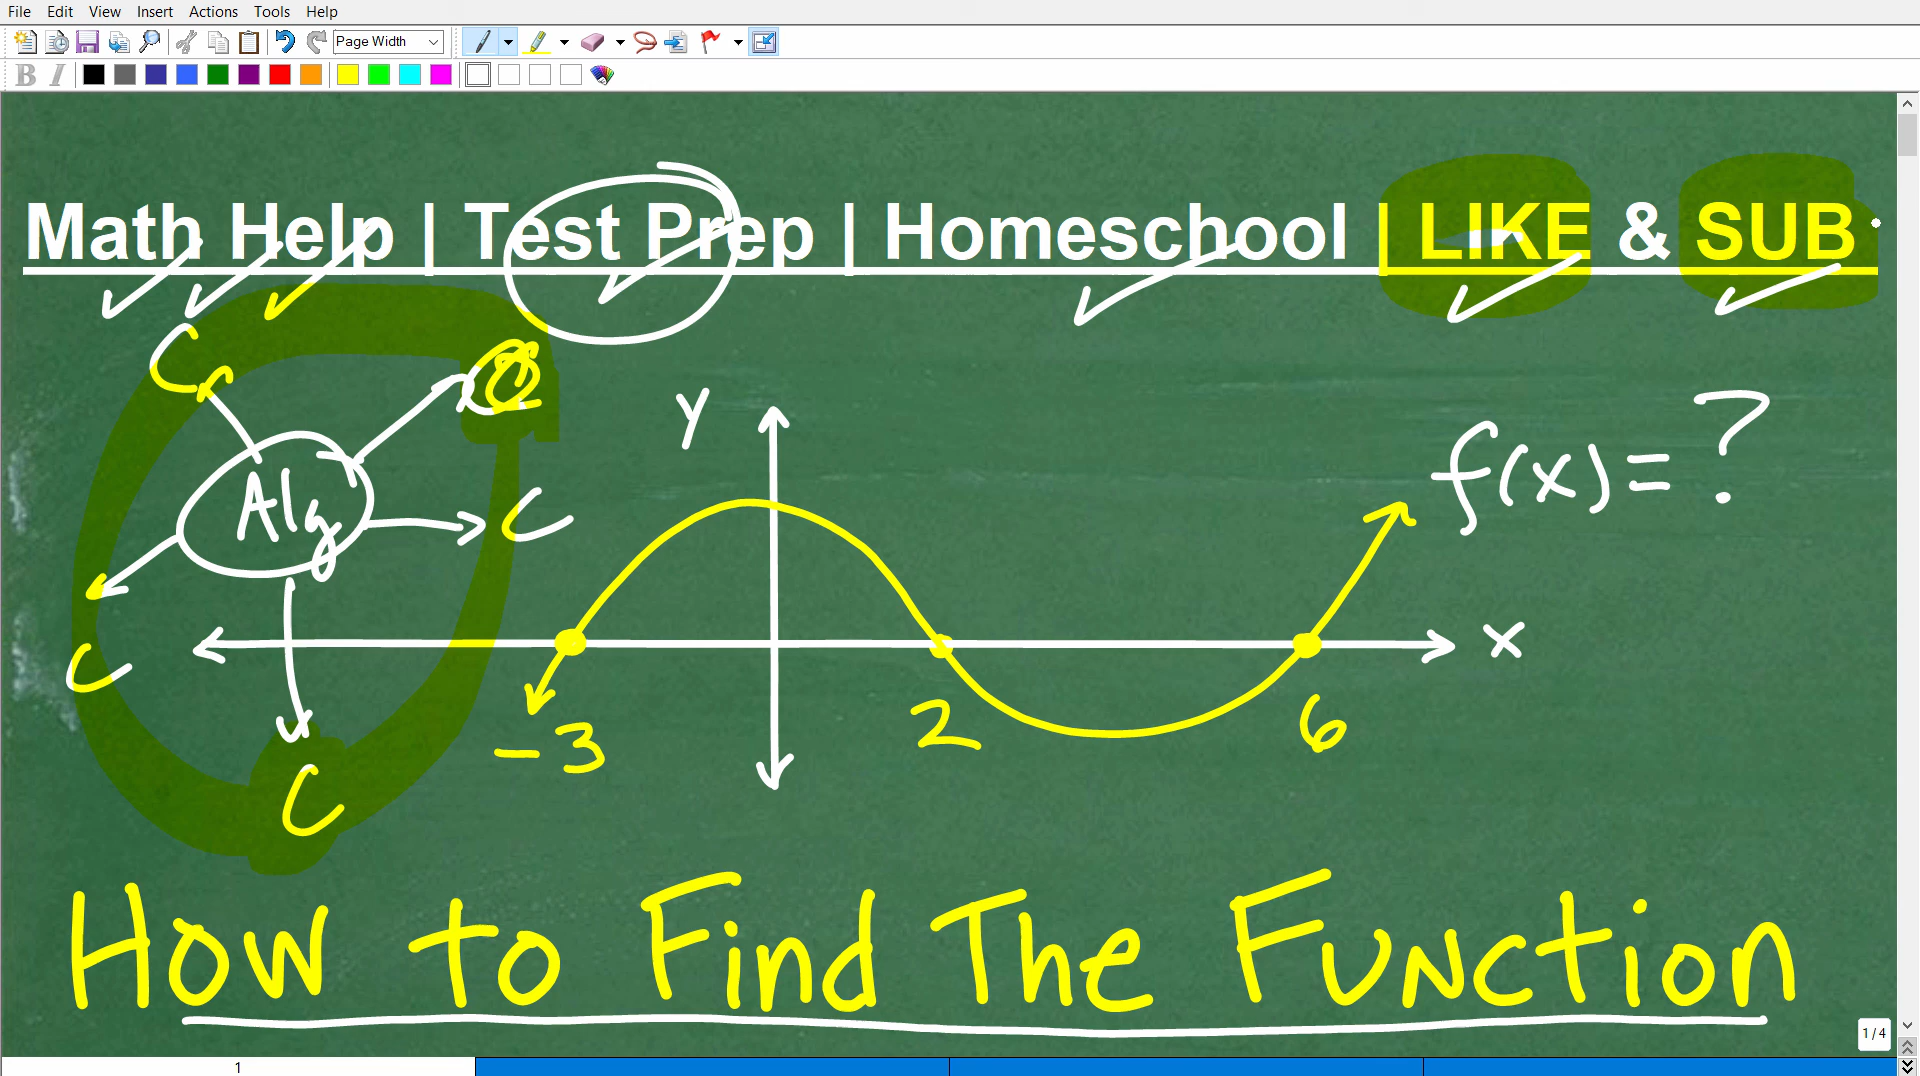 File Edit View Insert Actions Tools Help
Page Width
B I
Math Help | Test Prep | Homeschool | LIKE & SUB
C
C
Alg
C
C
y
f(x)= ?
x
-3 2 6
How to Find The Function
1 / 4
1